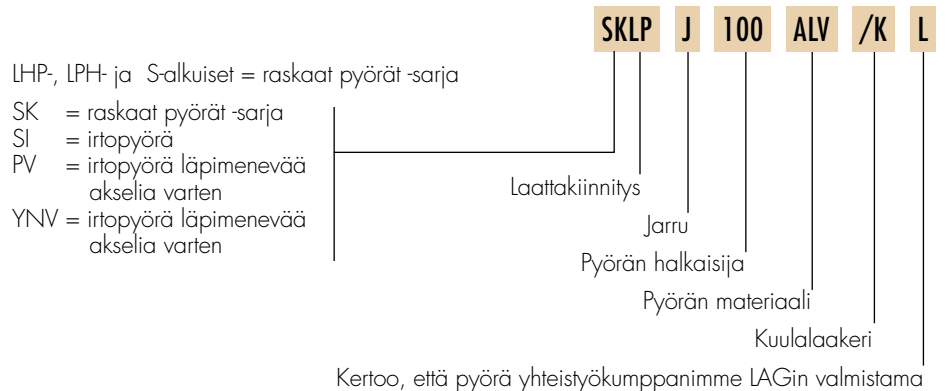 SKLP J 100 ALV /K L
LHP-, LPH- ja S-alkuiset = raskaat pyörät -sarja
SK = raskaat pyörät -sarja
SI = irtopyörä
PV = irtopyörä läpimenevää
akselia varten
YNV = irtopyörä läpimenevää
akselia varten
Laattakiinnitys
Jarru
Pyörän halkaisija
Pyörän materiaali
Kuulalaakeri
Kertoo, että pyörä yhteistyökumppanimme LAGin valmistama